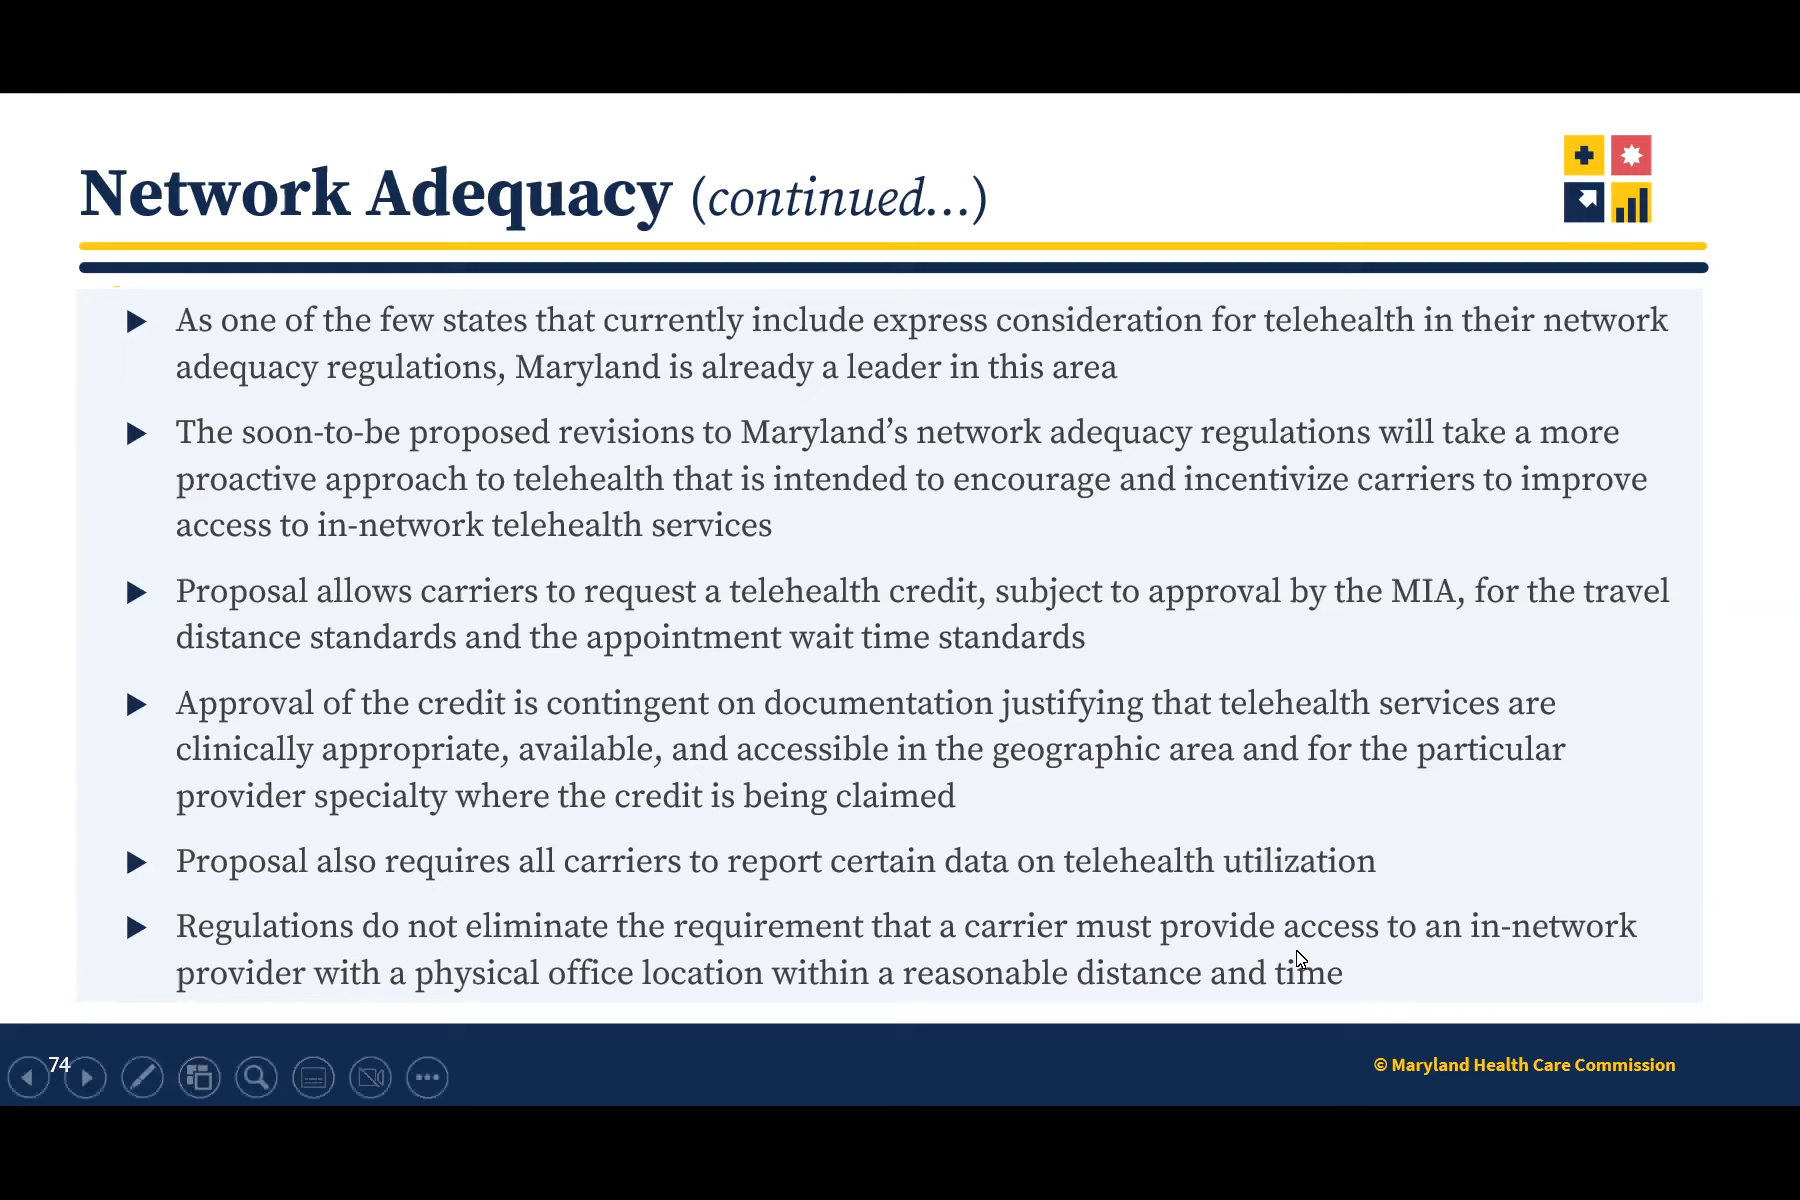 Network Adequacy (continued...)
As one of the few states that currently include express consideration for telehealth in their network
adequacy regulations, Maryland is already a leader in this area
The soon-to-be proposed revisions to Maryland’s network adequacy regulations will take a more
proactive approach to telehealth that is intended to encourage and incentivize carriers to improve
access to in-network telehealth services
Proposal allows carriers to request a telehealth credit, subject to approval by the MIA, for the travel
distance standards and the appointment wait time standards
Approval of the credit is contingent on documentation justifying that telehealth services are
clinically appropriate, available, and accessible in the geographic area and for the particular
provider specialty where the credit is being claimed
Proposal also requires all carriers to report certain data on telehealth utilization
Regulations do not eliminate the requirement that a carrier must provide access to an in-network
provider with a physical office location within a reasonable distance and time
74
© Maryland Health Care Commission